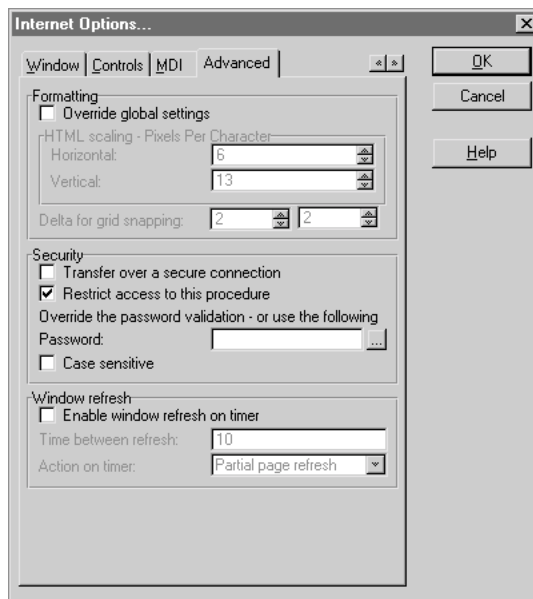 Internet Options...
Window Controls MDI Advanced
OK
Cancel
Help
Formatting
Override global settings
HTML scaling - Pixels Per Character
Horizontal: 6
Vertical: 13
Delta for grid snapping: 2 2
Security
Transfer over a secure connection
Restrict access to this procedure
Override the password validation - or use the following
Password: ...
Case sensitive
Window refresh
Enable window refresh on timer
Time between refresh: 10
Action on timer: Partial page refresh